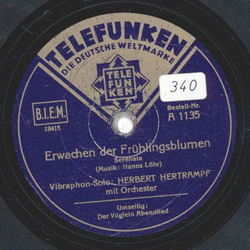 TELEFUNKEN
DIE DEUTSCHE WELTMARKE
TELE
FUN
KEN
340
B.I.E.M.
18415
Bestell-Nr.
A 1135
Erwachen der Frühlingsblumen
Serenata
(Musik: Hanna Löhr)
Vibraphon-Solo: HERBERT HERTRAMPF
mit Orchester
Umseitig:
Der Vöglein Abendlied